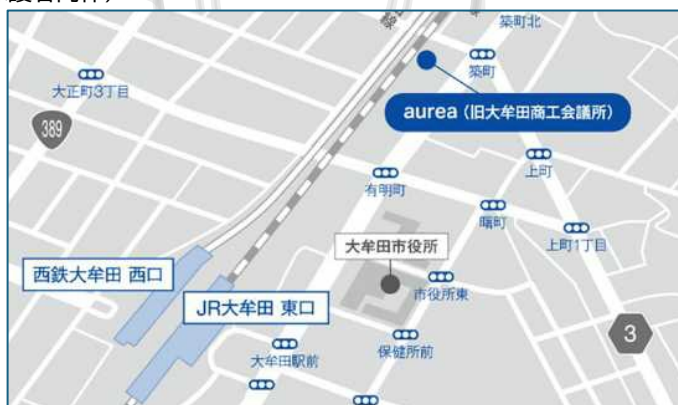 築町北
築町
大正町3丁目
aurea（旧大牟田商工会議所）
389
上町
有明町
曙町
上町1丁目
大牟田市役所
西鉄大牟田 西口
市役所東
JR大牟田 東口
3
保健所前
大牟田駅前